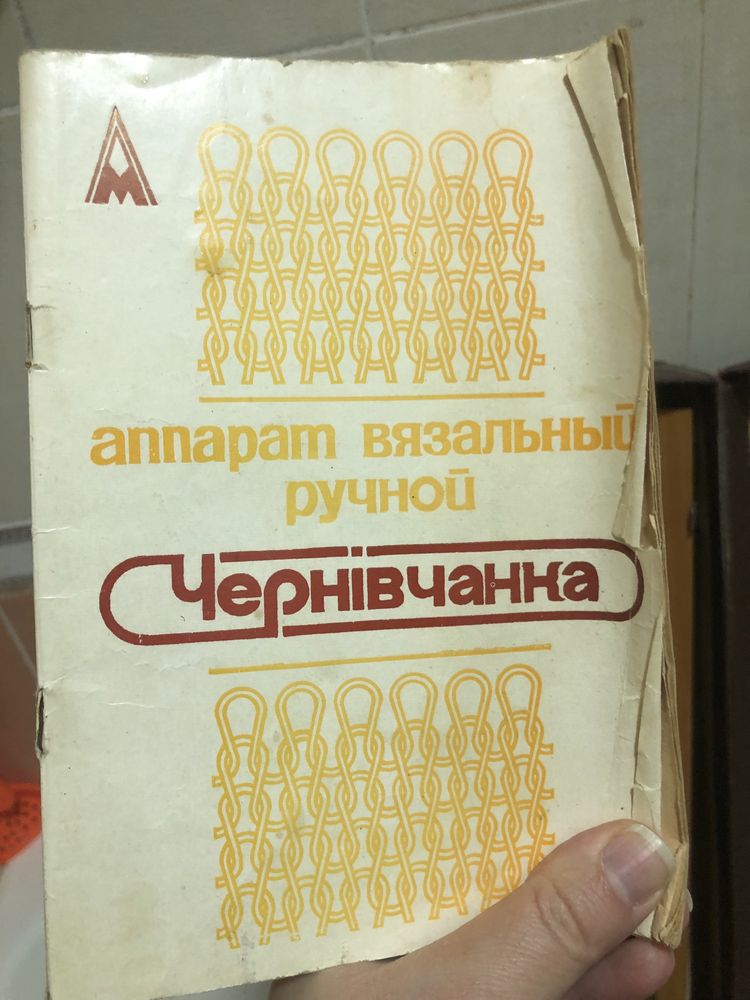 аппарат вязальный
ручной
Чернівчанка